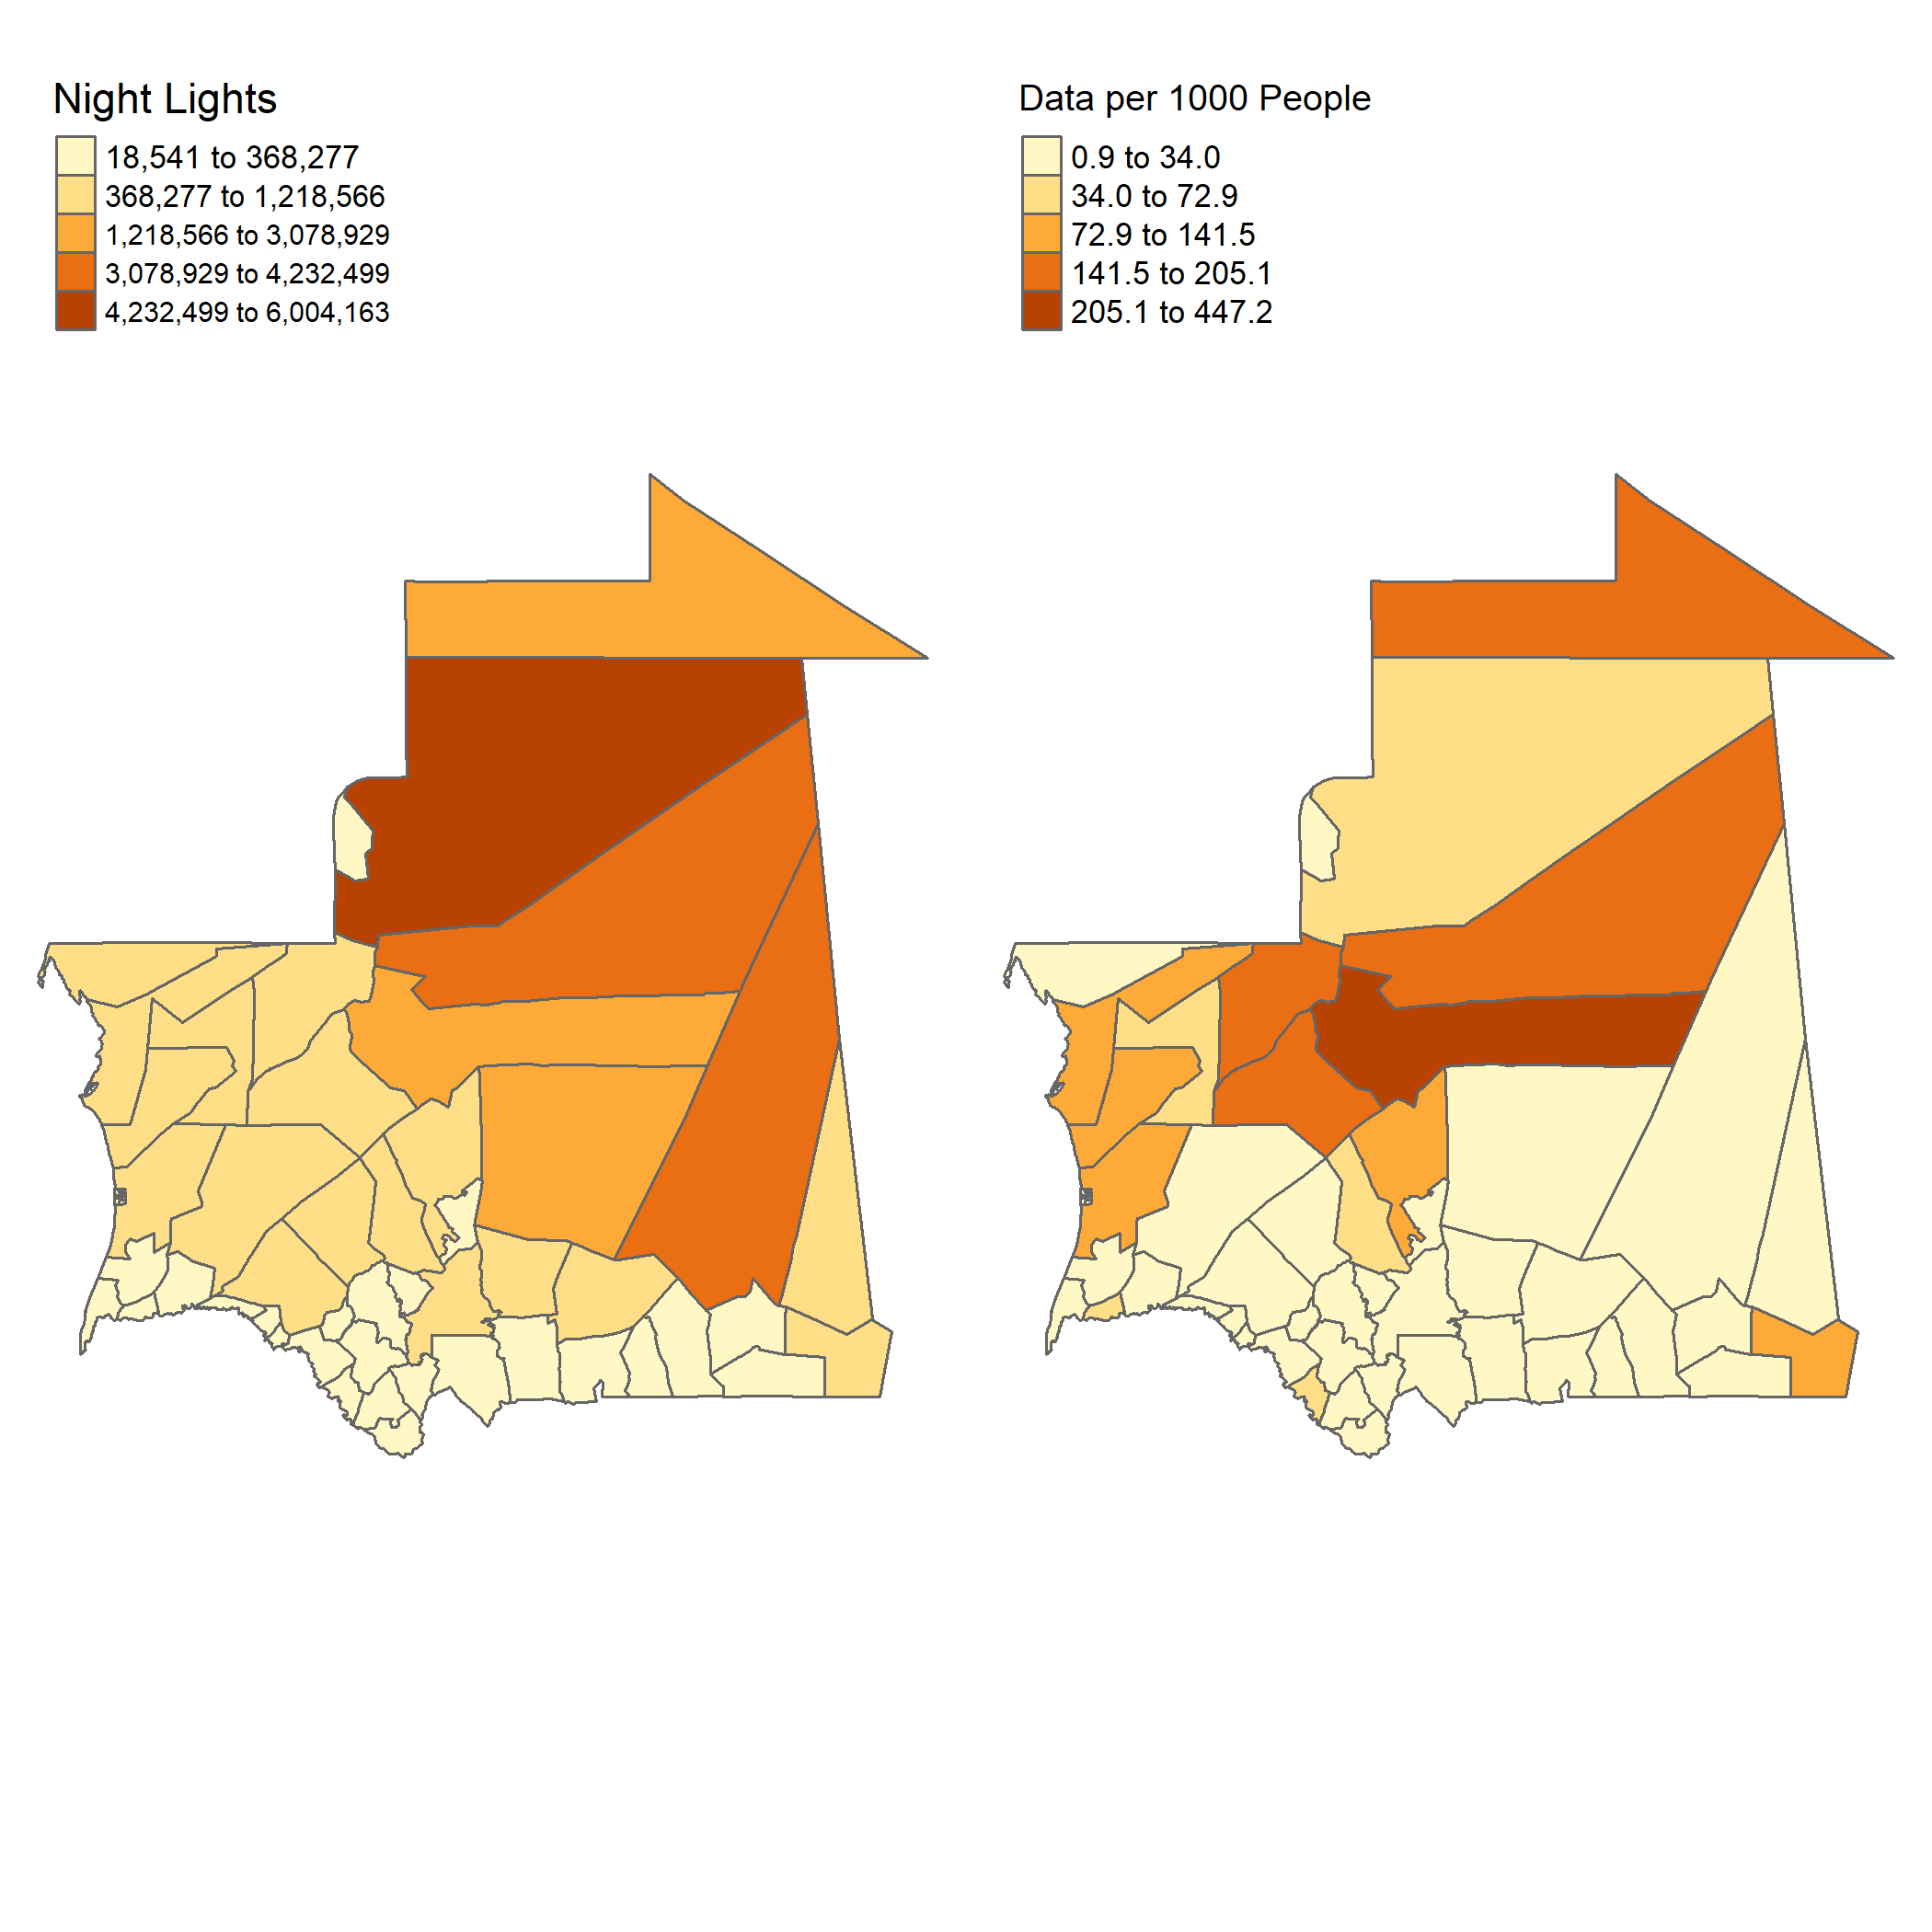 Night Lights
18,541 to 368,277
368,277 to 1,218,566
1,218,566 to 3,078,929
3,078,929 to 4,232,499
4,232,499 to 6,004,163
Data per 1000 People
0.9 to 34.0
34.0 to 72.9
72.9 to 141.5
141.5 to 205.1
205.1 to 447.2